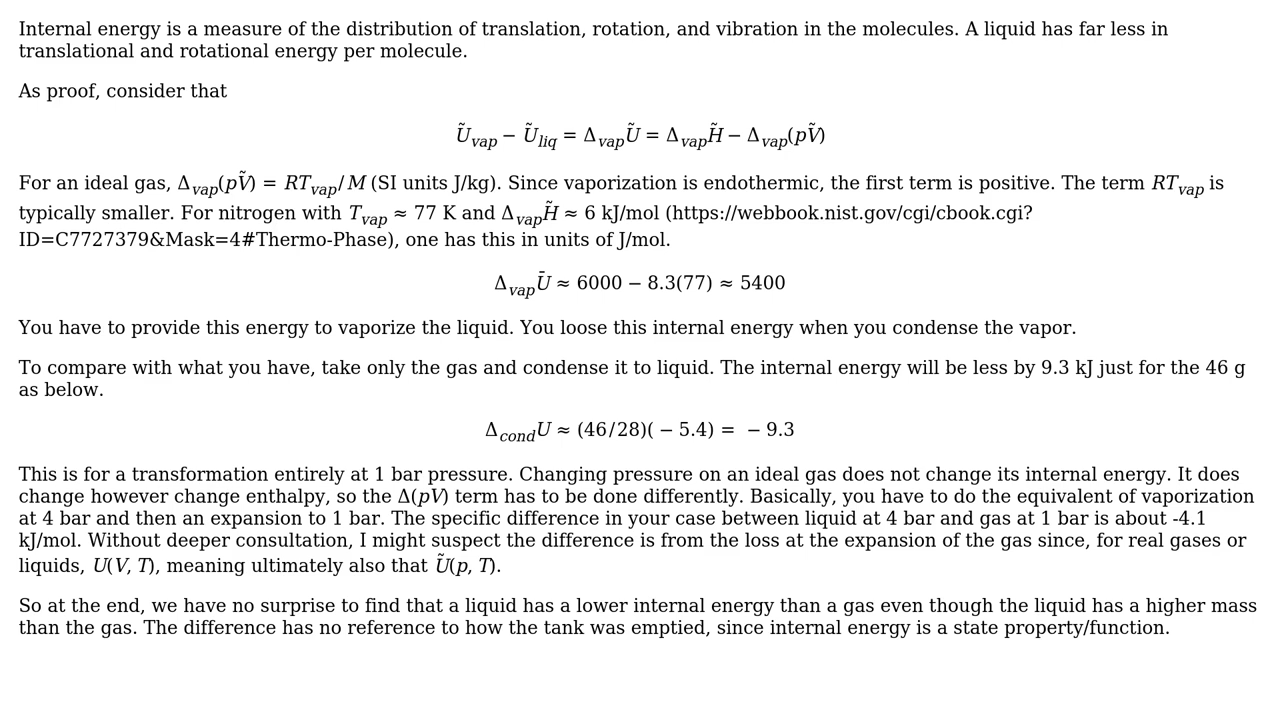 Internal energy is a measure of the distribution of translation, rotation, and vibration in the molecules. A liquid has far less in
translational and rotational energy per molecule.
As proof, consider that
Ũ_vap − Ũ_liq = Δ_vapŨ = Δ_vapH̃ − Δ_vap(pṼ)
For an ideal gas, Δ_vap(pṼ) = RT_vap/M (SI units J/kg). Since vaporization is endothermic, the first term is positive. The term RT_vap is
typically smaller. For nitrogen with T_vap ≈ 77 K and Δ_vapH̃ ≈ 6 kJ/mol (https://webbook.nist.gov/cgi/cbook.cgi?
ID=C7727379&Mask=4#Thermo-Phase), one has this in units of J/mol.
Δ_vapŪ ≈ 6000 − 8.3(77) ≈ 5400
You have to provide this energy to vaporize the liquid. You loose this internal energy when you condense the vapor.
To compare with what you have, take only the gas and condense it to liquid. The internal energy will be less by 9.3 kJ just for the 46 g
as below.
Δ_condU ≈ (46/28)( − 5.4) = − 9.3
This is for a transformation entirely at 1 bar pressure. Changing pressure on an ideal gas does not change its internal energy. It does
change however change enthalpy, so the Δ(pV) term has to be done differently. Basically, you have to do the equivalent of vaporization
at 4 bar and then an expansion to 1 bar. The specific difference in your case between liquid at 4 bar and gas at 1 bar is about -4.1
kJ/mol. Without deeper consultation, I might suspect the difference is from the loss at the expansion of the gas since, for real gases or
liquids, U(V, T), meaning ultimately also that Ũ(p, T).
So at the end, we have no surprise to find that a liquid has a lower internal energy than a gas even though the liquid has a higher mass
than the gas. The difference has no reference to how the tank was emptied, since internal energy is a state property/function.